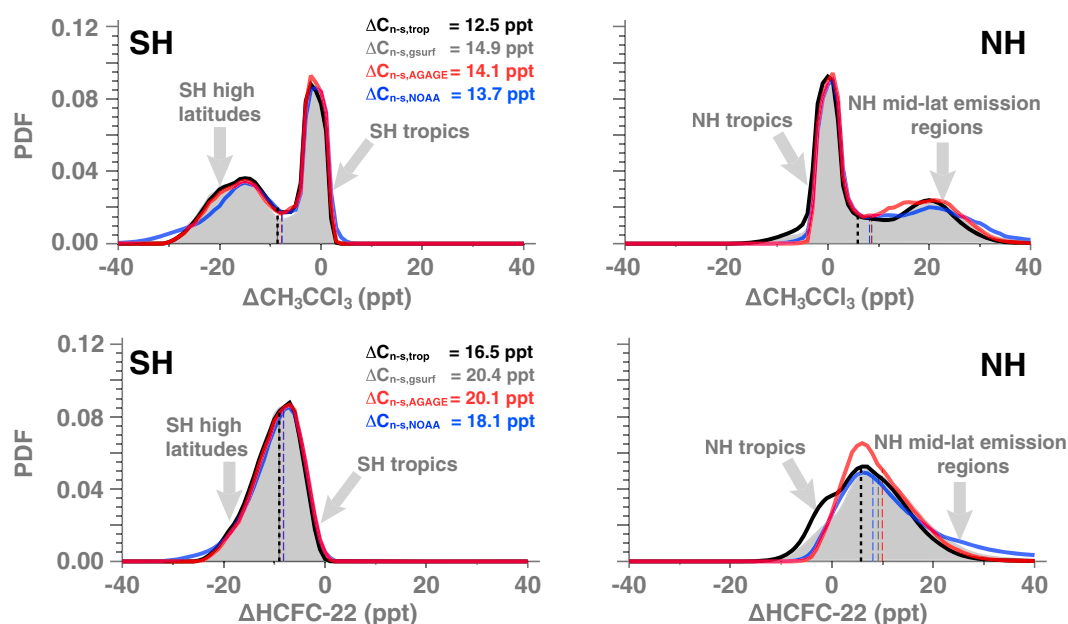 0.12
SH
ΔCn-s,trop = 12.5 ppt
ΔCn-s,gsurf = 14.9 ppt
ΔCn-s,AGAGE = 14.1 ppt
ΔCn-s,NOAA = 13.7 ppt
NH
SH high
latitudes
SH tropics
NH tropics
NH mid-lat emission
regions
PDF
0.08
0.04
0.00
-40 -20 0 20 40
-40 -20 0 20 40
ΔCH₃CCl₃ (ppt)
ΔCH₃CCl₃ (ppt)
0.12
SH
ΔCn-s,trop = 16.5 ppt
ΔCn-s,gsurf = 20.4 ppt
ΔCn-s,AGAGE = 20.1 ppt
ΔCn-s,NOAA = 18.1 ppt
NH
SH high
latitudes
SH tropics
NH tropics
NH mid-lat emission
regions
PDF
0.08
0.04
0.00
-40 -20 0 20 40
-40 -20 0 20 40
ΔHCFC-22 (ppt)
ΔHCFC-22 (ppt)